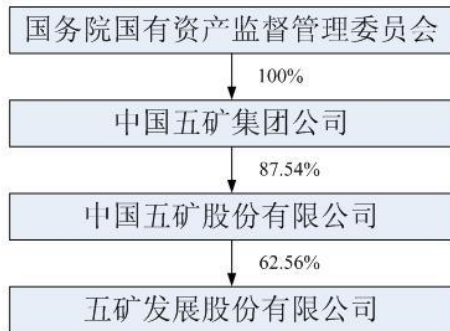 国务院国有资产监督管理委员会
100%
中国五矿集团公司
87.54%
中国五矿股份有限公司
62.56%
五矿发展股份有限公司